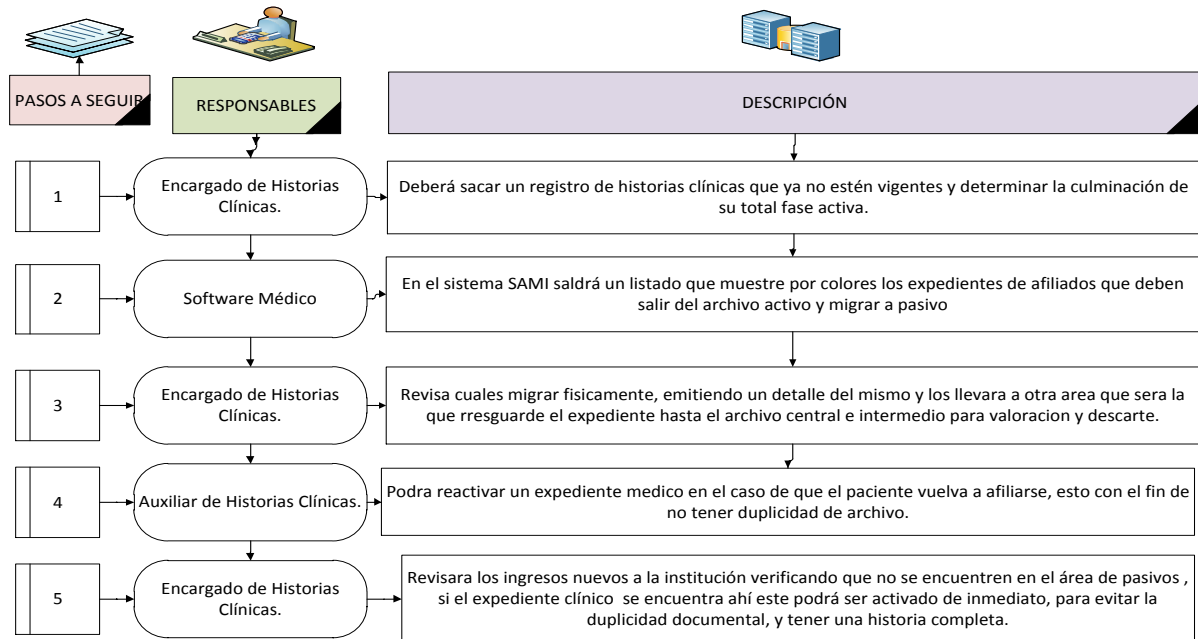 PASOS A SEGUIR
RESPONSABLES
DESCRIPCIÓN
1
Encargado de Historias
Clínicas.
Deberá sacar un registro de historias clínicas que ya no estén vigentes y determinar la culminación de
su total fase activa.
2
Software Médico
En el sistema SAMI saldrá un listado que muestre por colores los expedientes de afiliados que deben
salir del archivo activo y migrar a pasivo
3
Encargado de Historias
Clínicas.
Revisa cuales migrar fisicamente, emitiendo un detalle del mismo y los llevara a otra area que sera la
que rresguarde el expediente hasta el archivo central e intermedio para valoracion y descarte.
4
Auxiliar de Historias Clínicas.
Podra reactivar un expediente medico en el caso de que el paciente vuelva a afiliarse, esto con el fin de
no tener duplicidad de archivo.
5
Encargado de Historias
Clínicas.
Revisara los ingresos nuevos a la institución verificando que no se encuentren en el área de pasivos ,
si el expediente clínico se encuentra ahí este podrá ser activado de inmediato, para evitar la
duplicidad documental, y tener una historia completa.